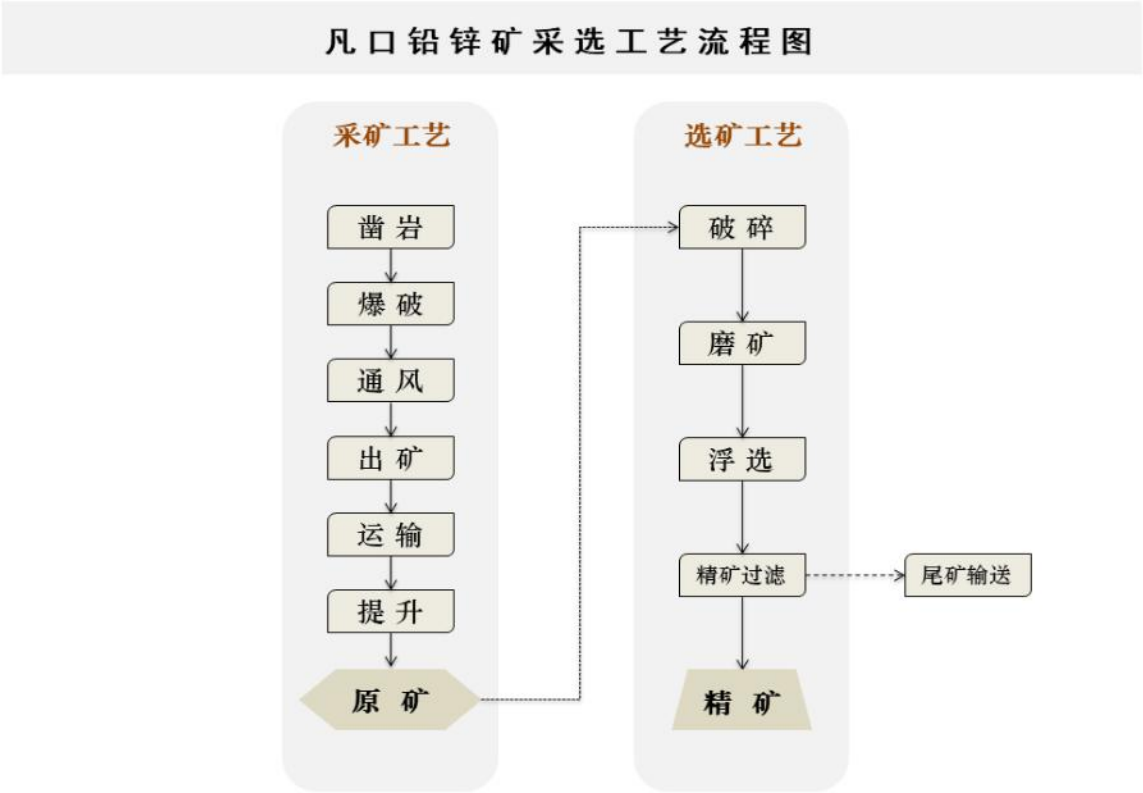 凡口铅锌矿采选工艺流程图
采矿工艺
凿岩
爆破
通风
出矿
运输
提升
原矿
选矿工艺
破碎
磨矿
浮选
精矿过滤
尾矿输送
精矿